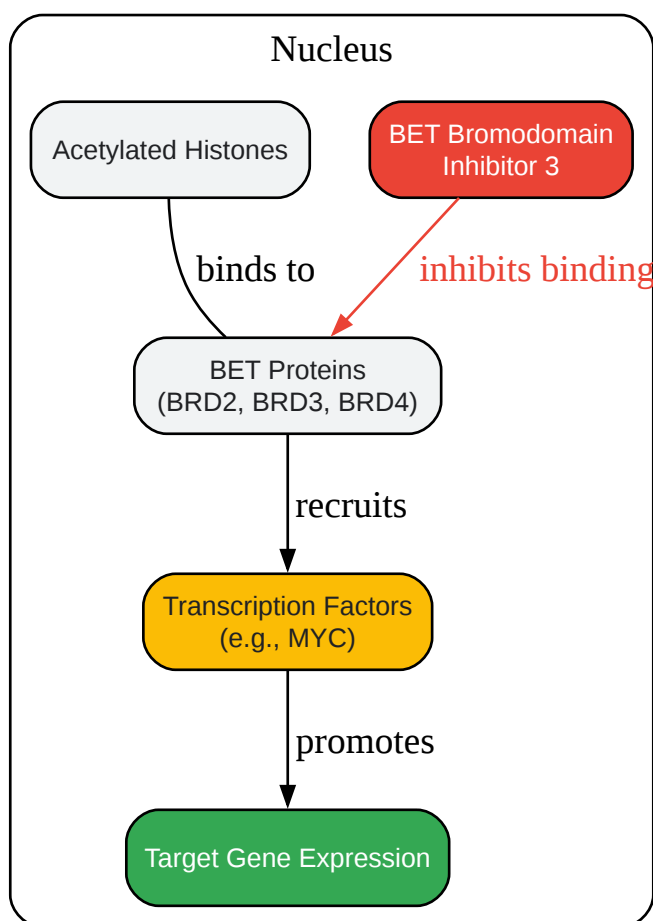 Nucleus
Acetylated Histones
BET Bromodomain
Inhibitor 3
binds to
inhibits binding
BET Proteins
(BRD2, BRD3, BRD4)
recruits
Transcription Factors
(e.g., MYC)
promotes
Target Gene Expression